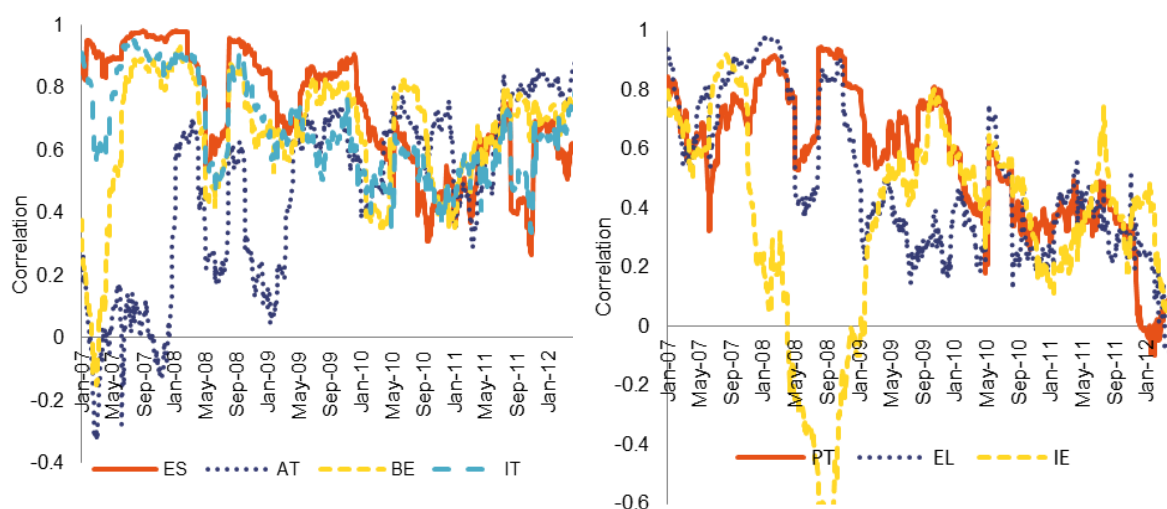 1
0.8
0.6
0.4
0.2
0
-0.2
-0.4
Correlation
Jan-07
May-07
Sep-07
Jan-08
May-08
Sep-08
Jan-09
May-09
Sep-09
Jan-10
May-10
Sep-10
Jan-11
May-11
Sep-11
Jan-12
ES AT BE IT
1
0.8
0.6
0.4
0.2
0
-0.2
-0.4
-0.6
Correlation
Jan-07
May-07
Sep-07
Jan-08
May-08
Sep-08
Jan-09
May-09
Sep-09
Jan-10
May-10
Sep-10
Jan-11
May-11
Sep-11
Jan-12
PT EL IE